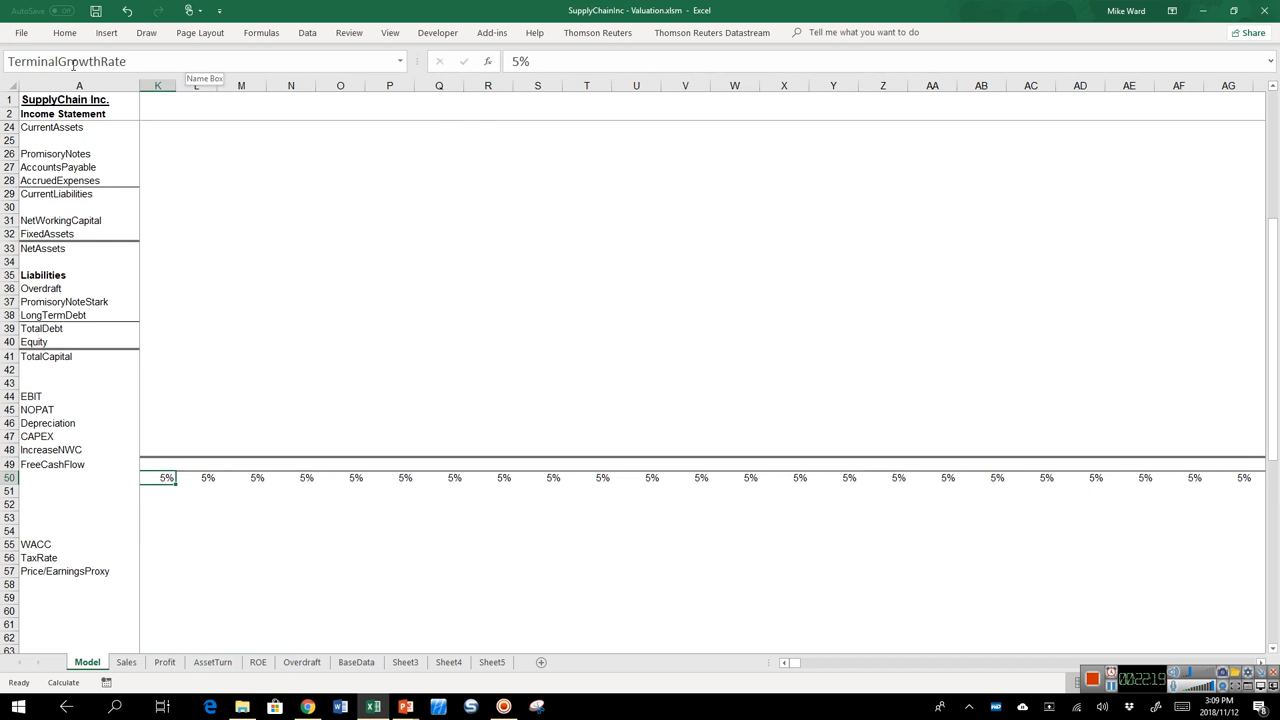 AutoSave Off
SupplyChainInc - Valuation.xlsm - Excel
Mike Ward
File Home Insert Draw Page Layout Formulas Data Review View Developer Add-ins Help Thomson Reuters Thomson Reuters Datastream Tell me what you want to do Share
TerminalGrowthRate fx 5%
Name Box
A K L M N O P Q R S T U V W X Y Z AA AB AC AD AE AF AG
1 SupplyChain Inc.
2 Income Statement
24 CurrentAssets
25
26 PromisoryNotes
27 AccountsPayable
28 AccruedExpenses
29 CurrentLiabilities
30
31 NetWorkingCapital
32 FixedAssets
33 NetAssets
34
35 Liabilities
36 Overdraft
37 PromisoryNoteStark
38 LongTermDebt
39 TotalDebt
40 Equity
41 TotalCapital
42
43
44 EBIT
45 NOPAT
46 Depreciation
47 CAPEX
48 IncreaseNWC
49 FreeCashFlow
50 5% 5% 5% 5% 5% 5% 5% 5% 5% 5% 5% 5% 5% 5% 5% 5% 5% 5% 5% 5% 5% 5% 5%
51
52
53
54
55 WACC
56 TaxRate
57 Price/EarningsProxy
58
59
60
61
62
63
Model Sales Profit AssetTurn ROE Overdraft BaseData Sheet3 Sheet4 Sheet5
Ready Calculate
00:22:19
3:09 PM
2018/11/12